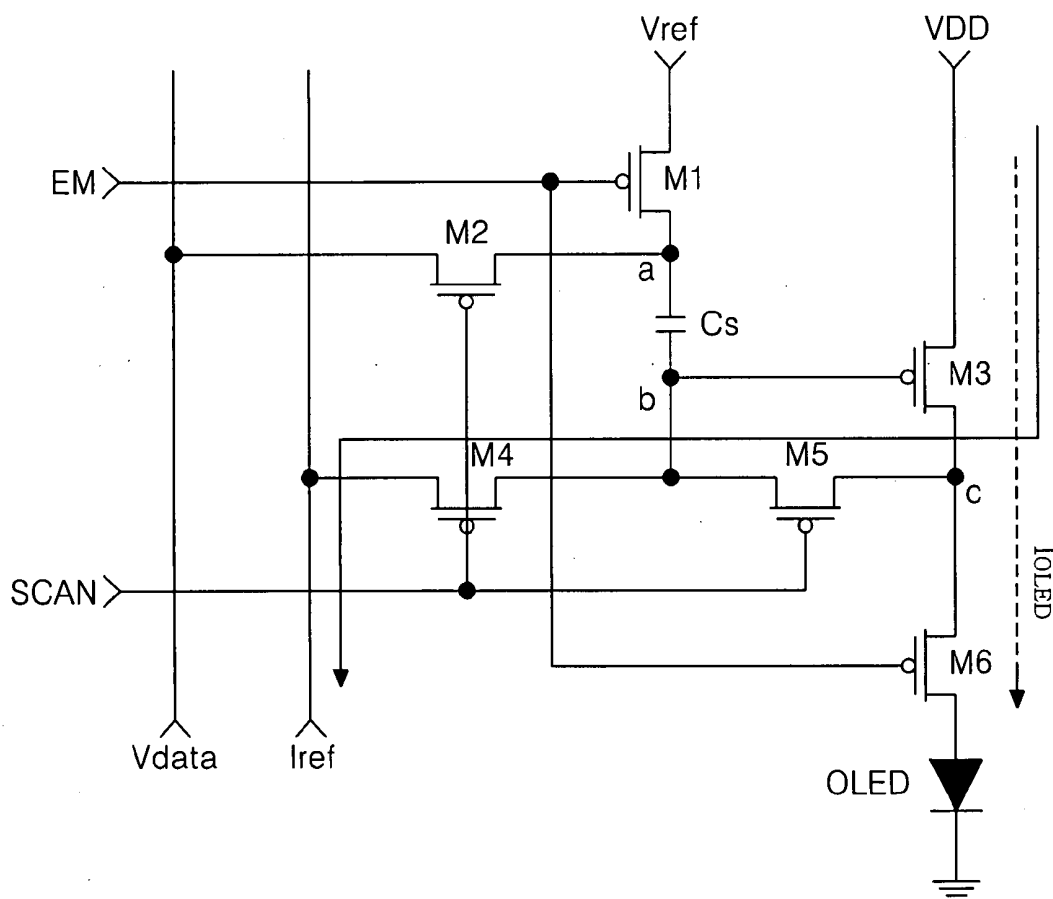 Vref
VDD
EM
M1
M2
a
Cs
M3
b
M4
M5
c
IOLED
SCAN
M6
Vdata
Iref
OLED